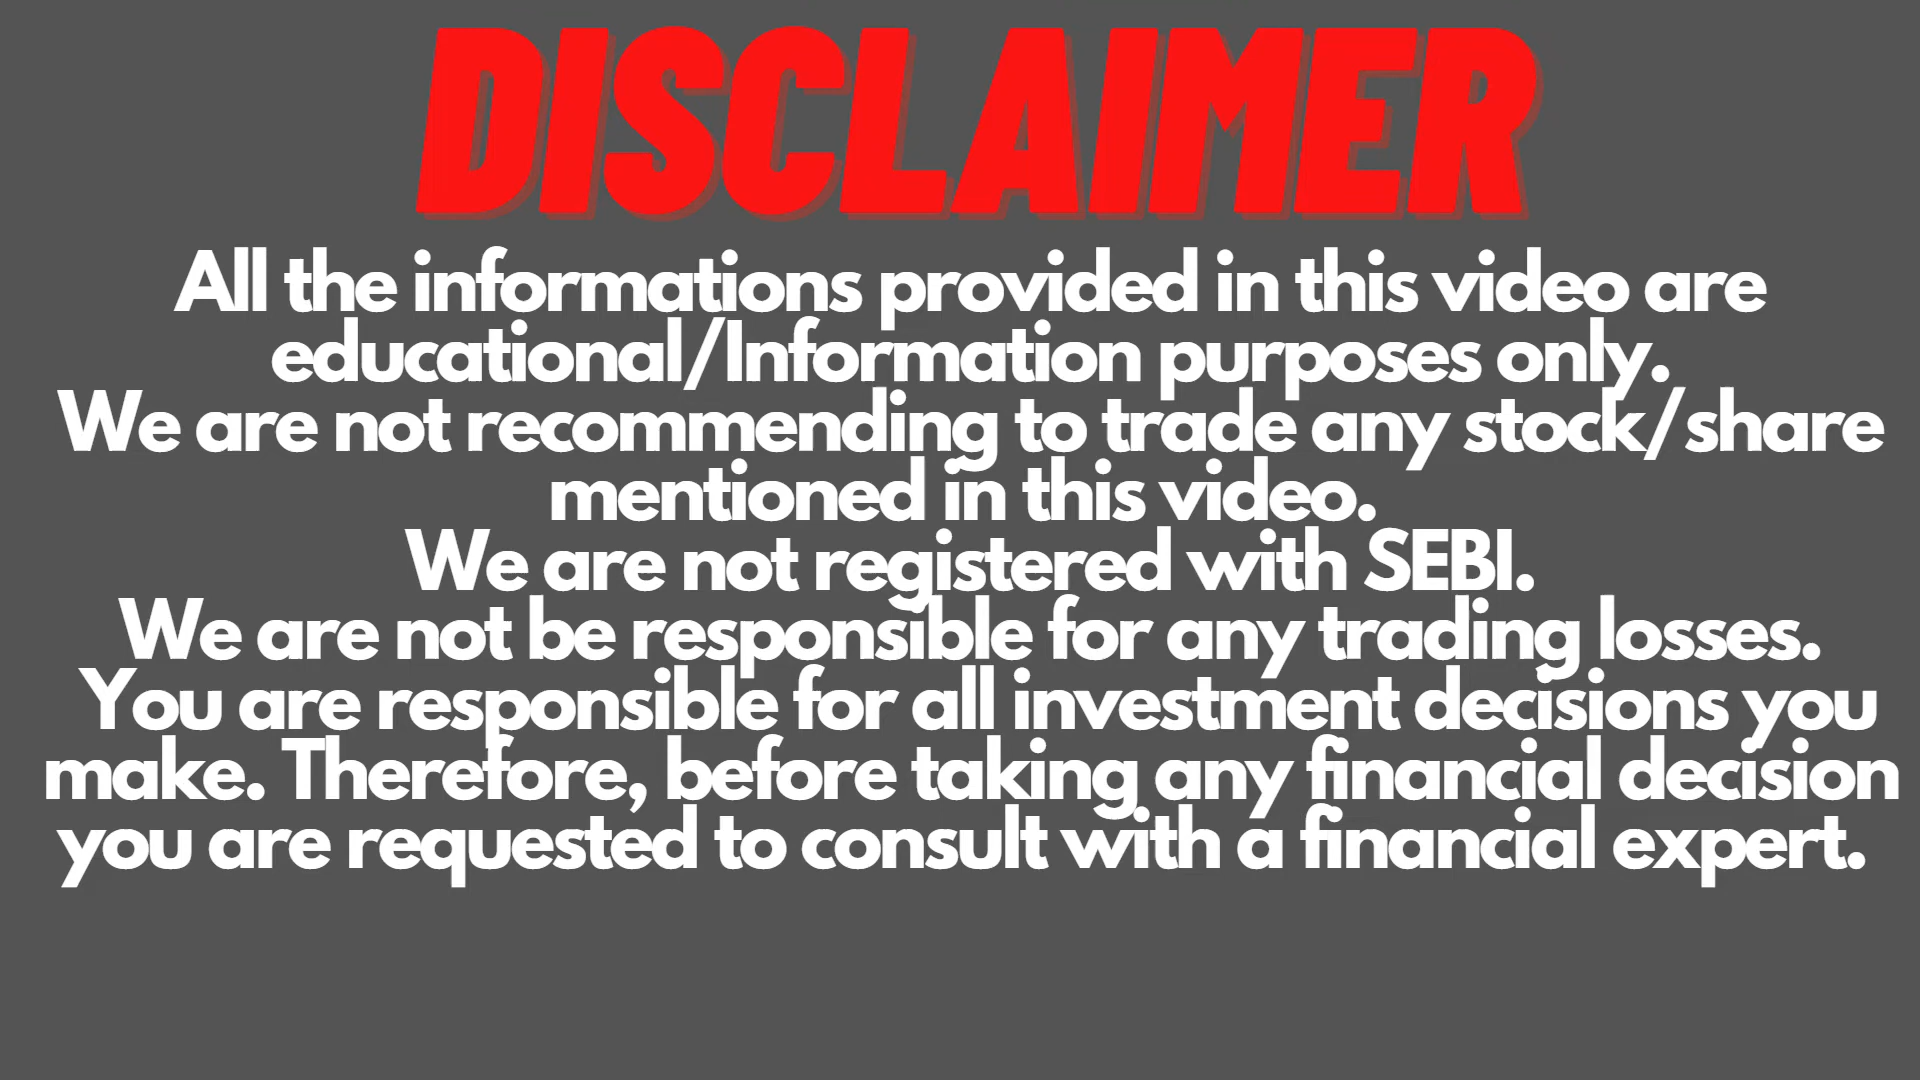 DISCLAIMER
All the informations provided in this video are
educational/Information purposes only.
We are not recommending to trade any stock/share
mentioned in this video.
We are not registered with SEBI.
We are not be responsible for any trading losses.
You are responsible for all investment decisions you
make. Therefore, before taking any financial decision
you are requested to consult with a financial expert.